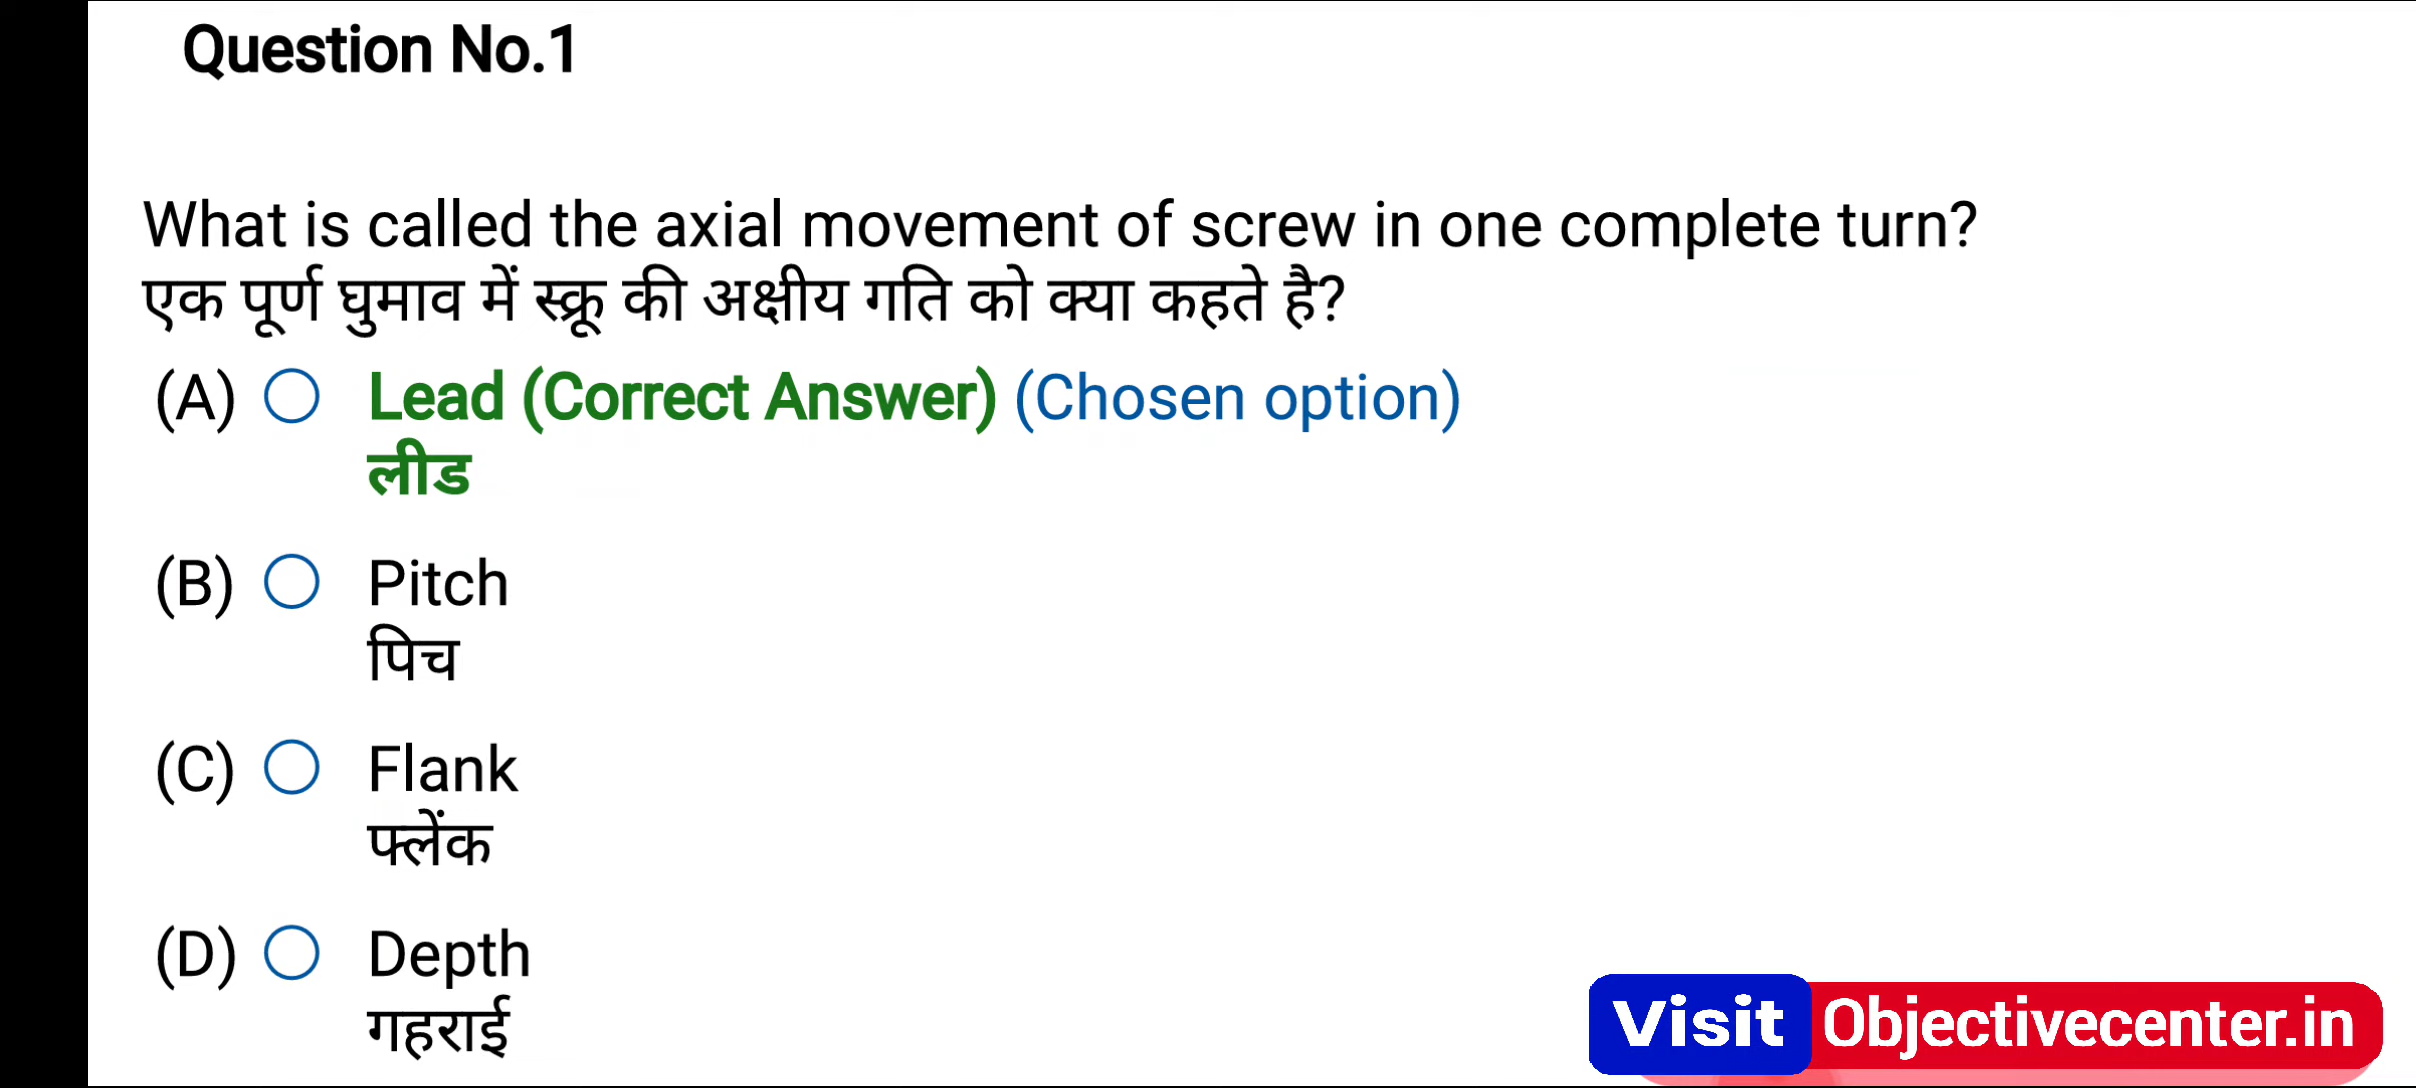 Question No.1
What is called the axial movement of screw in one complete turn?
एक पूर्ण घुमाव में स्क्रू की अक्षीय गति को क्या कहते है?
(A) Lead (Correct Answer) (Chosen option)
लीड
(B) Pitch
पिच
(C) Flank
फ्लेंक
(D) Depth
गहराई
Visit Objectivecenter.in